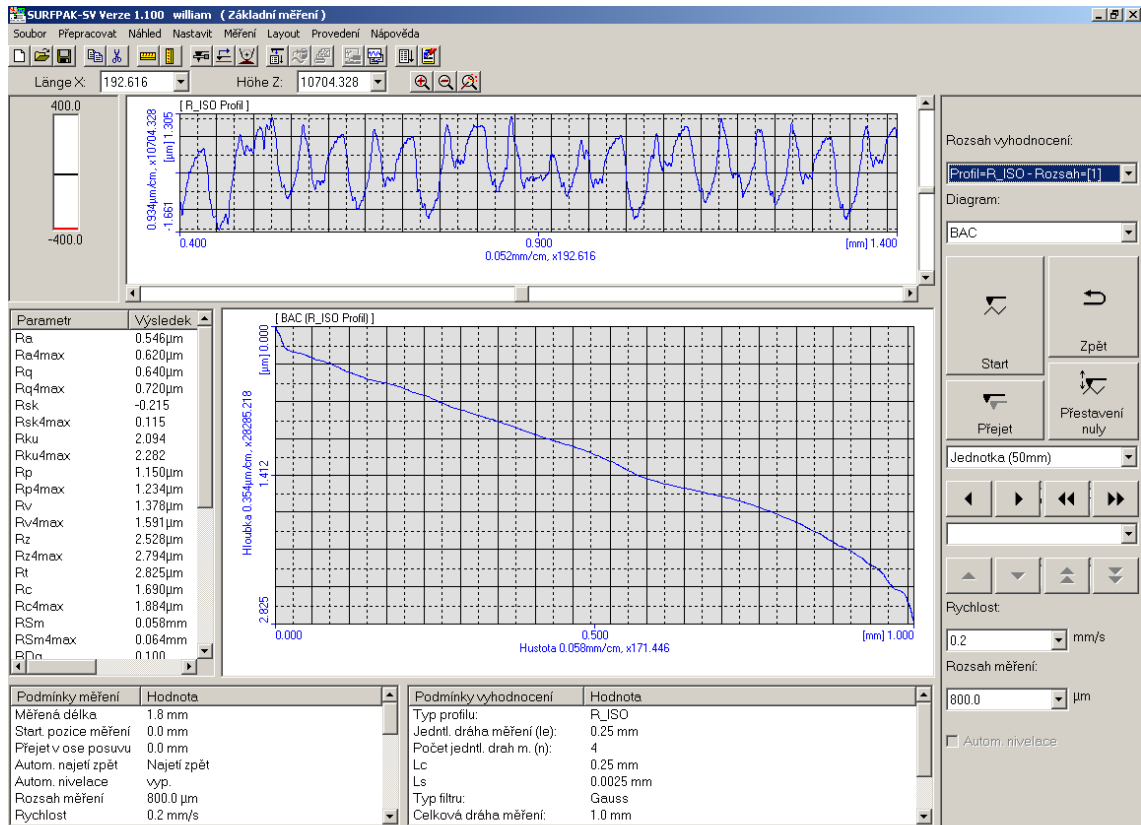 SURFPAK-SV Verze 1.100 william ( Základní měření )
Soubor Přepracovat Náhled Nastavit Měření Layout Provedení Nápověda
Länge X: 192.616 Höhe Z: 10704.328
400.0
-400.0
[ R_ISO Profil ]
0.934µm/cm, x10704.328
-1.661 [µm] 1.305
0.400 0.900 [mm] 1.400
0.052mm/cm, x192.616
Rozsah vyhodnocení:
Profil=R_ISO - Rozsah=[1]
Diagram:
BAC
Start
Zpět
Přejet
Přestavení
nuly
Jednotka (50mm)
Rychlost:
0.2 mm/s
Rozsah měření:
800.0 µm
Autom. nivelace
Parametr Výsledek
Ra 0.546µm
Ra4max 0.620µm
Rq 0.640µm
Rq4max 0.720µm
Rsk -0.215
Rsk4max 0.115
Rku 2.094
Rku4max 2.282
Rp 1.150µm
Rp4max 1.234µm
Rv 1.378µm
Rv4max 1.591µm
Rz 2.528µm
Rz4max 2.794µm
Rt 2.825µm
Rc 1.690µm
Rc4max 1.884µm
RSm 0.058mm
RSm4max 0.064mm
RDq 0.100
[ BAC (R_ISO Profil) ]
Hloubka 0.354µm/cm, x28285.218
2.825 1.412 [µm] 0.000
0.000 0.500 [mm] 1.000
Hustota 0.058mm/cm, x171.446
Podmínky měření Hodnota
Měřená délka 1.8 mm
Start. pozice měření 0.0 mm
Přejet v ose posuvu 0.0 mm
Autom. najetí zpět Najetí zpět
Autom. nivelace vyp.
Rozsah měření 800.0 µm
Rychlost 0.2 mm/s
Podmínky vyhodnocení Hodnota
Typ profilu: R_ISO
Jedntl. dráha měření (le): 0.25 mm
Počet jedntl. drah m. (n): 4
Lc 0.25 mm
Ls 0.0025 mm
Typ filtru: Gauss
Celková dráha měření: 1.0 mm